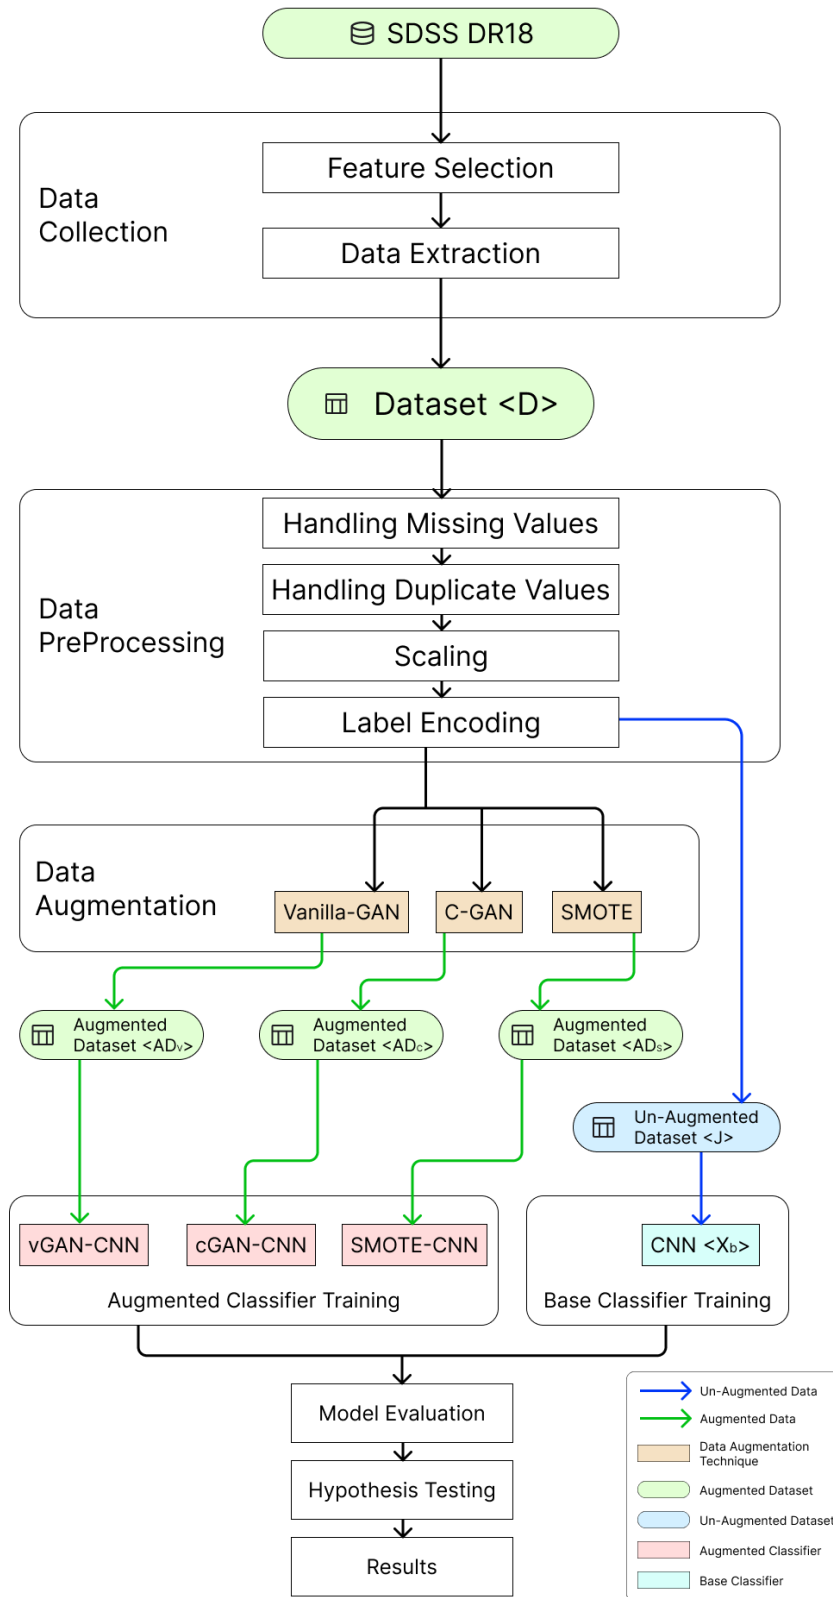 SDSS DR18
Data
Collection
Feature Selection
Data Extraction
Dataset <D>
Data
PreProcessing
Handling Missing Values
Handling Duplicate Values
Scaling
Label Encoding
Data
Augmentation
Vanilla-GAN
C-GAN
SMOTE
Augmented
Dataset <ADv>
Augmented
Dataset <ADc>
Augmented
Dataset <ADs>
Un-Augmented
Dataset <J>
vGAN-CNN
cGAN-CNN
SMOTE-CNN
Augmented Classifier Training
CNN <Xb>
Base Classifier Training
Model Evaluation
Hypothesis Testing
Results
Un-Augmented Data
Augmented Data
Data Augmentation
Technique
Augmented Dataset
Un-Augmented Dataset
Augmented Classifier
Base Classifier